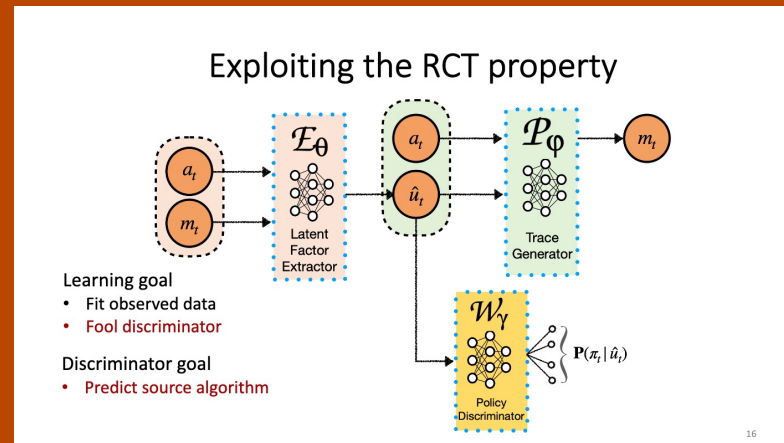 Exploiting the RCT property
a_t
m_t
ℰ_θ
Latent
Factor
Extractor
a_t
û_t
𝒫_φ
Trace
Generator
m_t
Learning goal
• Fit observed data
• Fool discriminator
Discriminator goal
• Predict source algorithm
𝒲_γ
Policy
Discriminator
P(π_t | û_t)
16